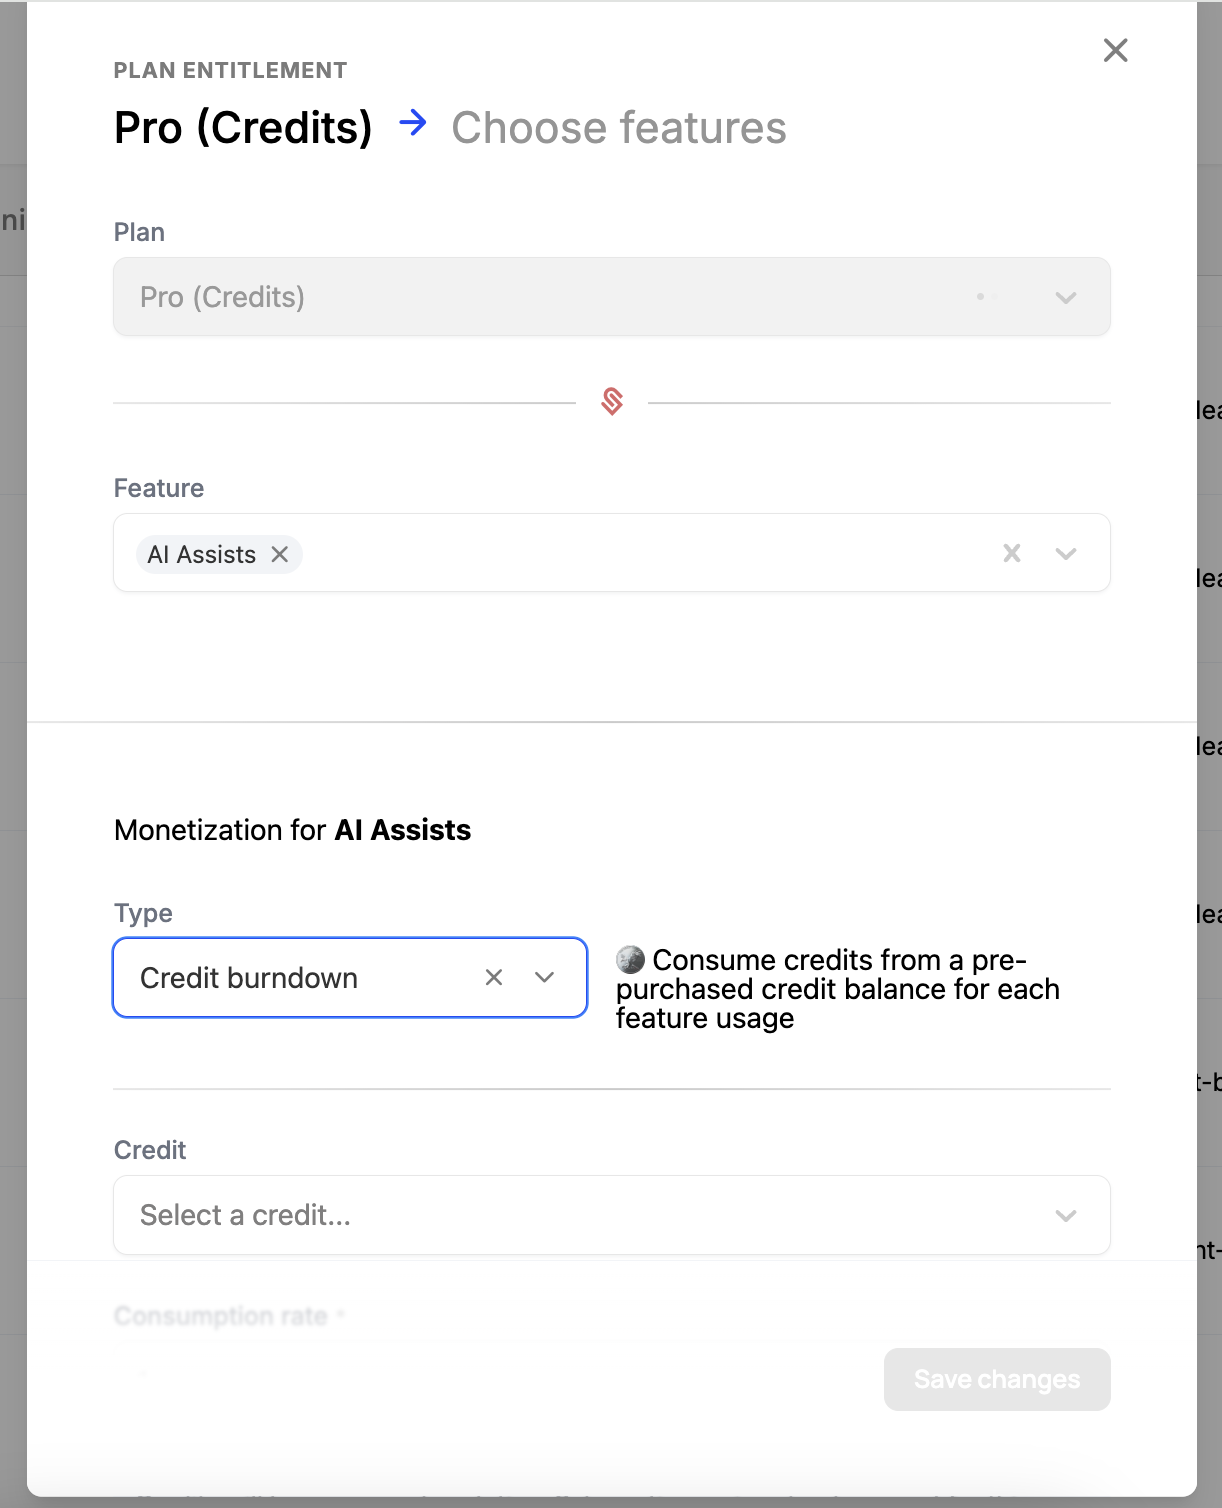 PLAN ENTITLEMENT
Pro (Credits) → Choose features
ni
Plan
Pro (Credits)
lea
Feature
AI Assists
lea
lea
Monetization for AI Assists
Type
lea
Credit burndown
Consume credits from a pre-
purchased credit balance for each
feature usage
t-b
Credit
Select a credit...
nt-
Consumption rate *
Save changes